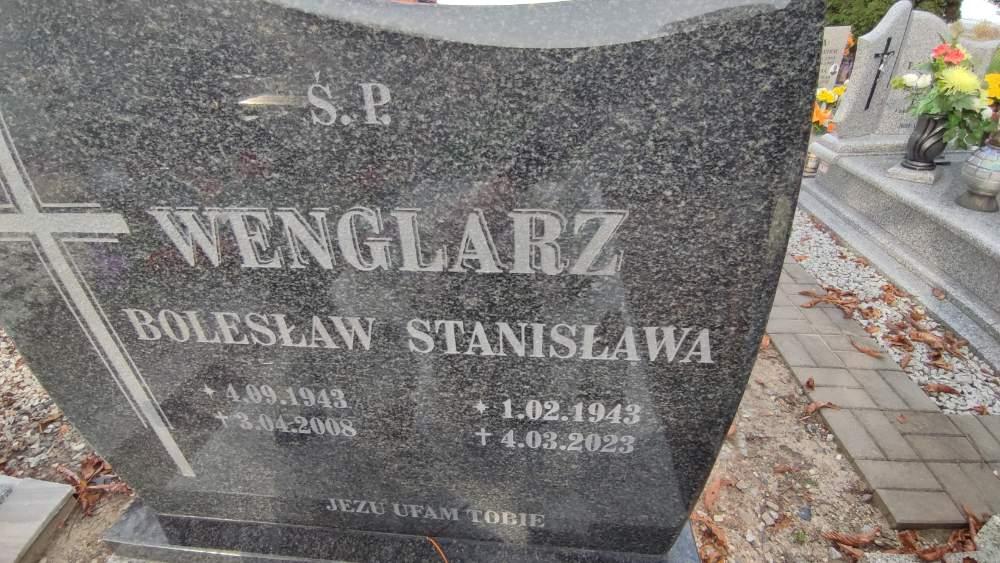 Ś.P.
WENGLARZ
BOLESŁAW STANISŁAWA
* 4.09.1943 * 1.02.1943
† 3.04.2008 † 4.03.2023
JEZU UFAM TOBIE